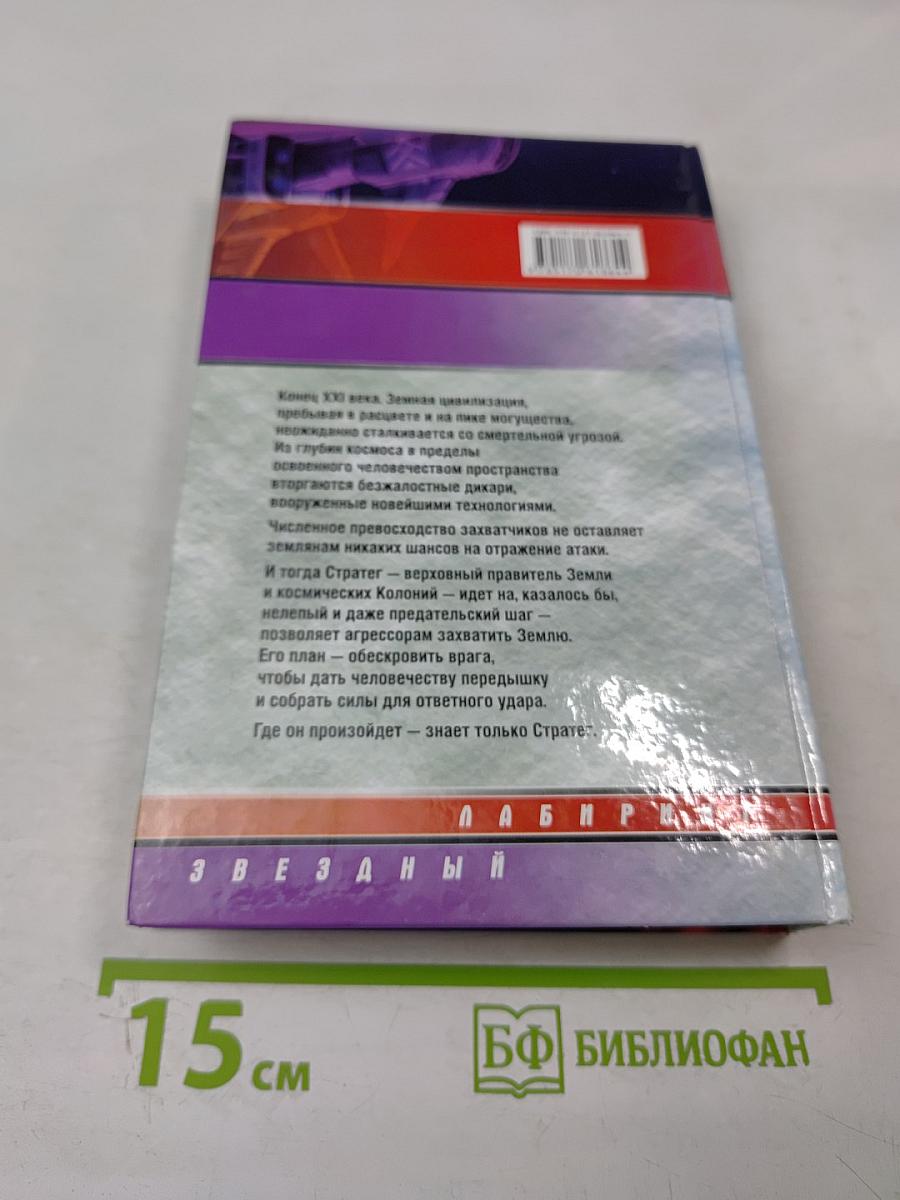 Конец XXI века. Земная цивилизация,
пребывая в расцвете и на пике могущества,
неожиданно сталкивается со смертельной угрозой.
Из глубин космоса в пределы
освоенного человечеством пространства
вторгаются безжалостные дикари,
вооруженные новейшими технологиями.
Численное превосходство захватчиков не оставляет
землянам никаких шансов на отражение атаки.
И тогда Стратег — верховный правитель Земли
и космических Колоний — идет на, казалось бы,
нелепый и даже предательский шаг —
позволяет агрессорам захватить Землю.
Его план — обескровить врага,
чтобы дать человечеству передышку
и собрать силы для ответного удара.
Где он произойдет — знает только Стратег.
ЛАБИРИНТ
ЗВЕЗДНЫЙ
15 см
БФ БИБЛИОФАН